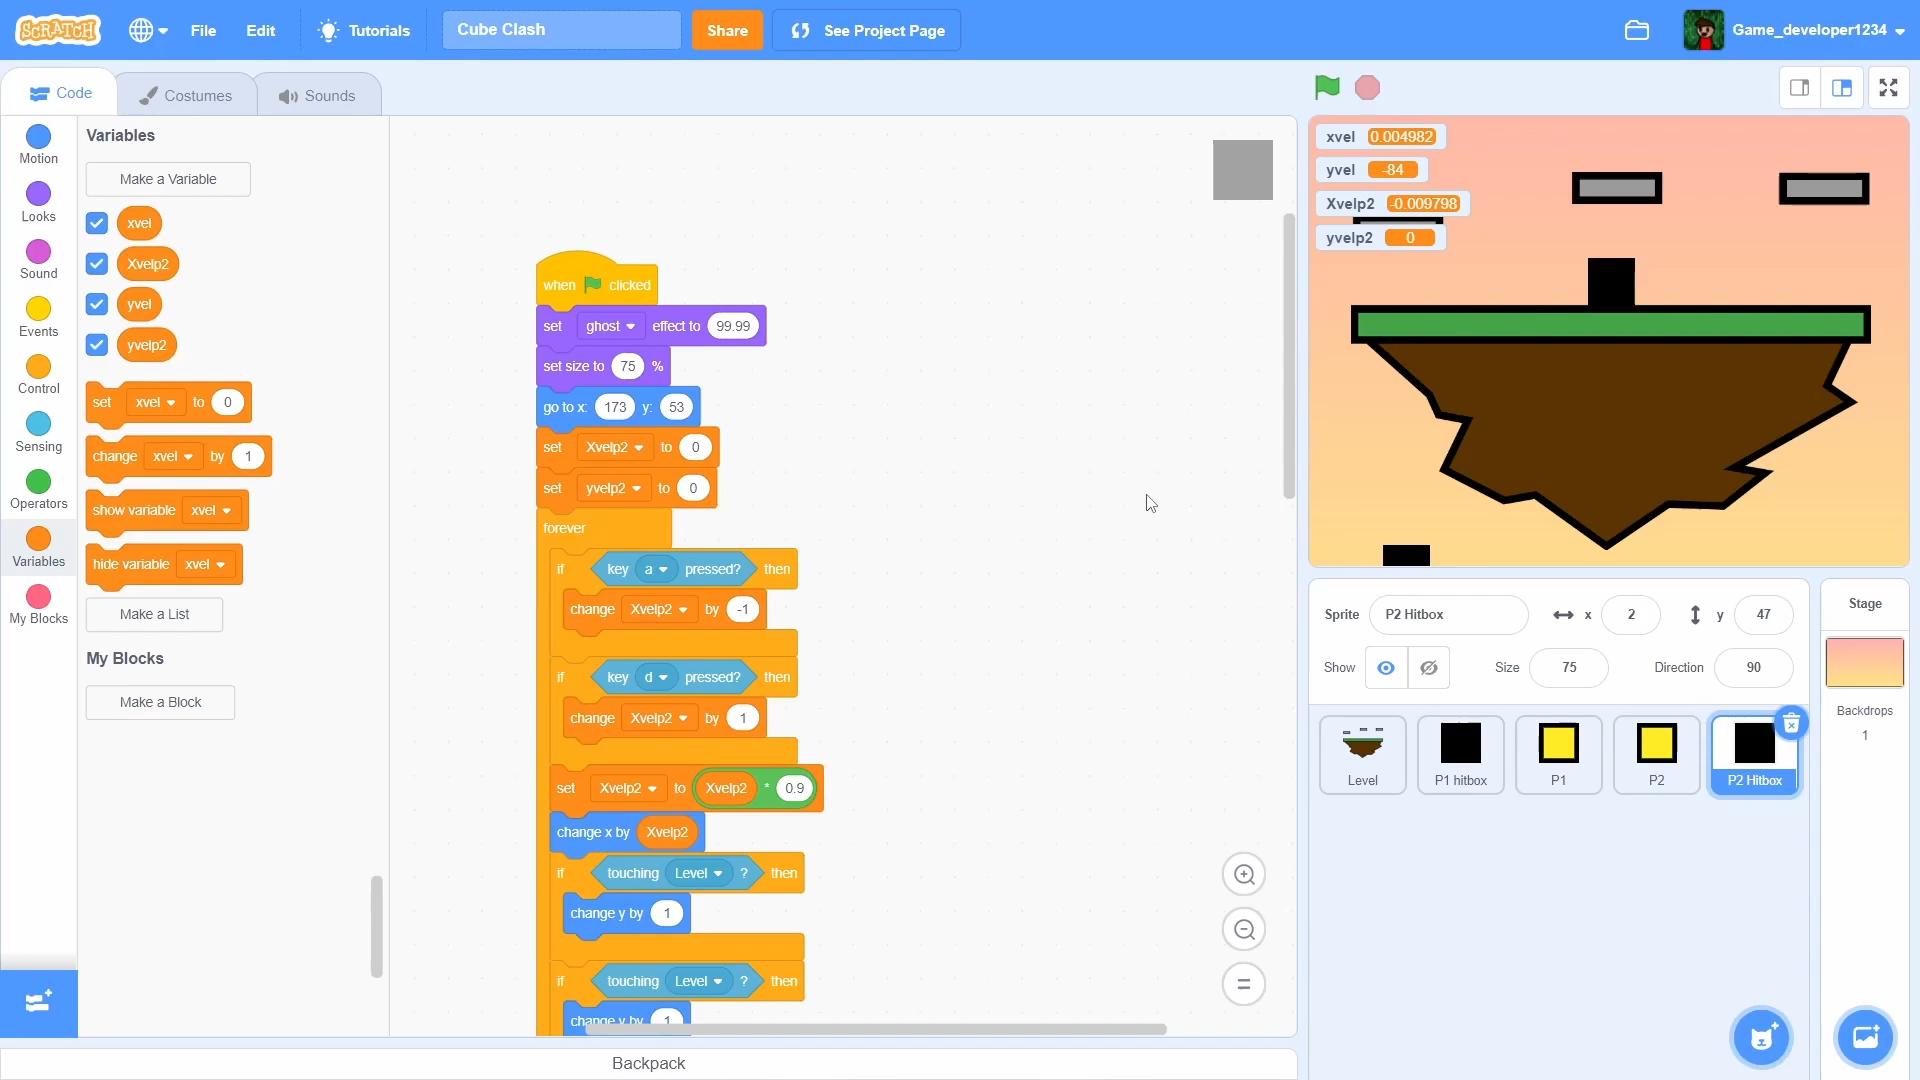 SCRATCH File Edit Tutorials Cube Clash Share See Project Page Game_developer1234
Code Costumes Sounds
Motion
Looks
Sound
Events
Control
Sensing
Operators
Variables
My Blocks
Variables
Make a Variable
xvel
Xvelp2
yvel
yvelp2
set xvel to 0
change xvel by 1
show variable xvel
hide variable xvel
Make a List
My Blocks
Make a Block
when clicked
set ghost effect to 99.99
set size to 75 %
go to x: 173 y: 53
set Xvelp2 to 0
set yvelp2 to 0
forever
if key a pressed? then
change Xvelp2 by -1
if key d pressed? then
change Xvelp2 by 1
set Xvelp2 to Xvelp2 * 0.9
change x by Xvelp2
if touching Level ? then
change y by 1
if touching Level ? then
change y by 1
Backpack
xvel 0.004982
yvel -84
Xvelp2 -0.009798
yvelp2 0
Sprite P2 Hitbox x 2 y 47
Show Size 75 Direction 90
Level P1 hitbox P1 P2 P2 Hitbox
Stage
Backdrops
1